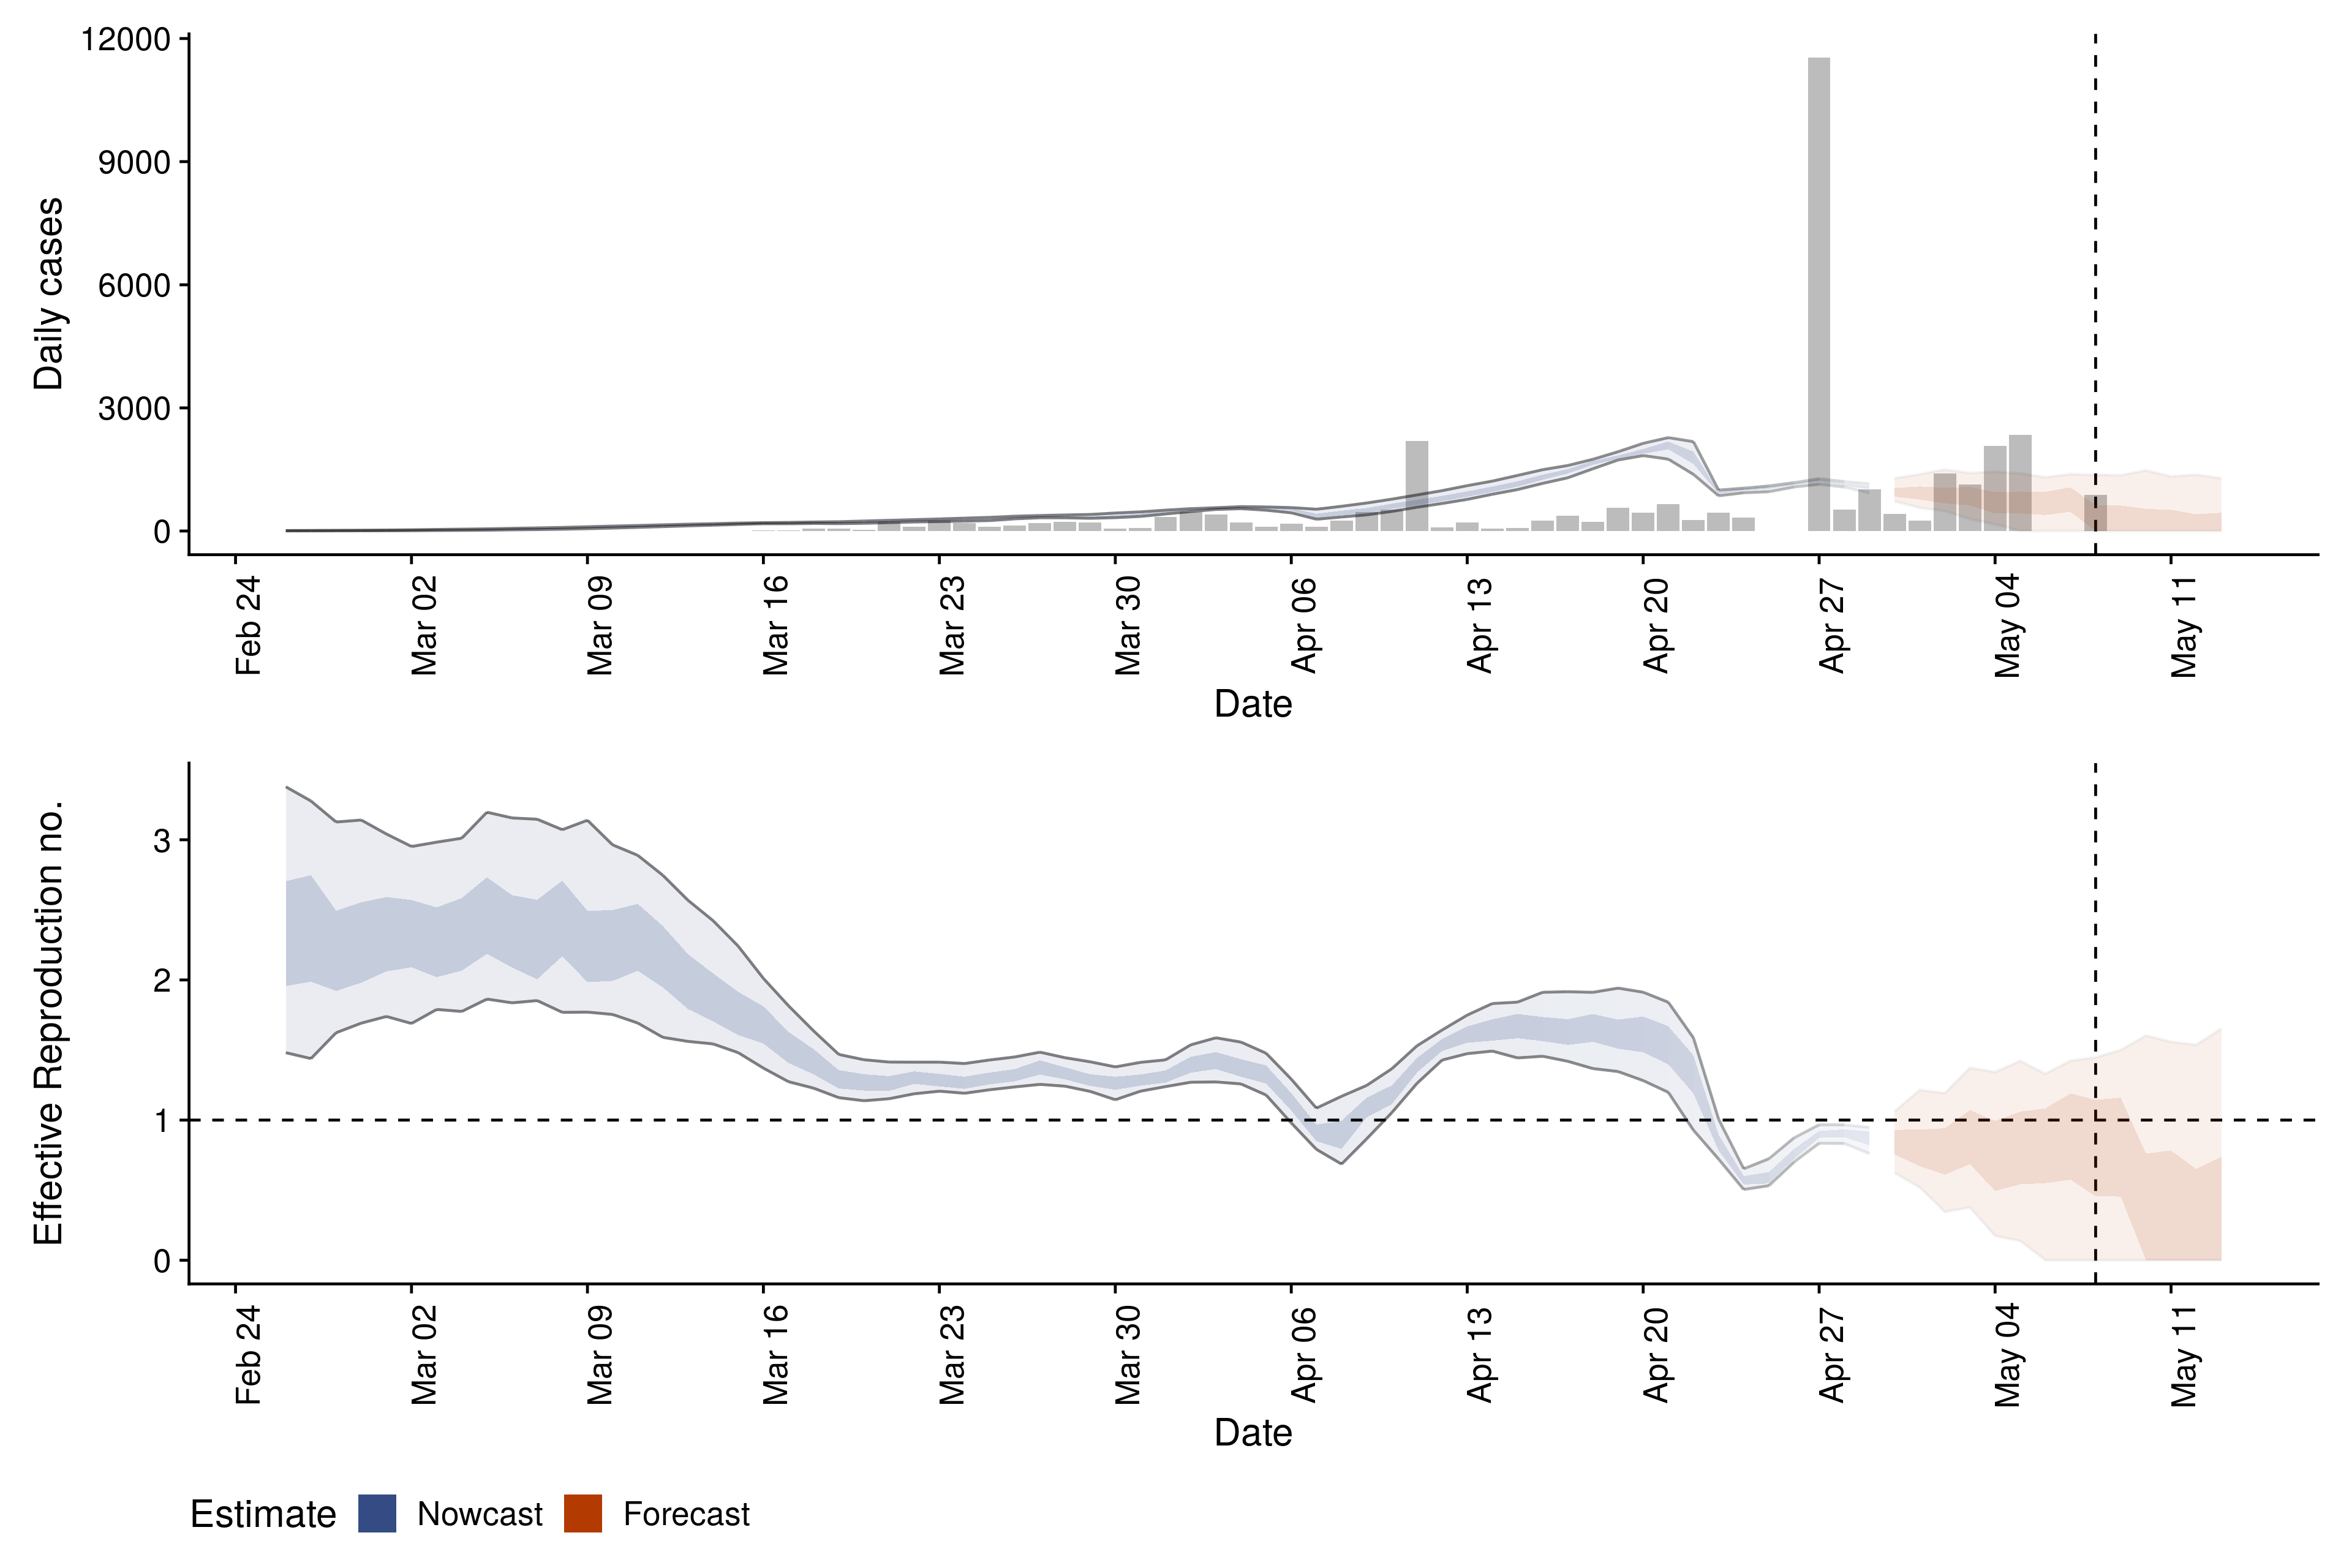 12000
9000
6000
3000
0
Daily cases
Feb 24
Mar 02
Mar 09
Mar 16
Mar 23
Mar 30
Apr 06
Apr 13
Apr 20
Apr 27
May 04
May 11
Date
3
2
1
0
Effective Reproduction no.
Feb 24
Mar 02
Mar 09
Mar 16
Mar 23
Mar 30
Apr 06
Apr 13
Apr 20
Apr 27
May 04
May 11
Date
Estimate Nowcast Forecast